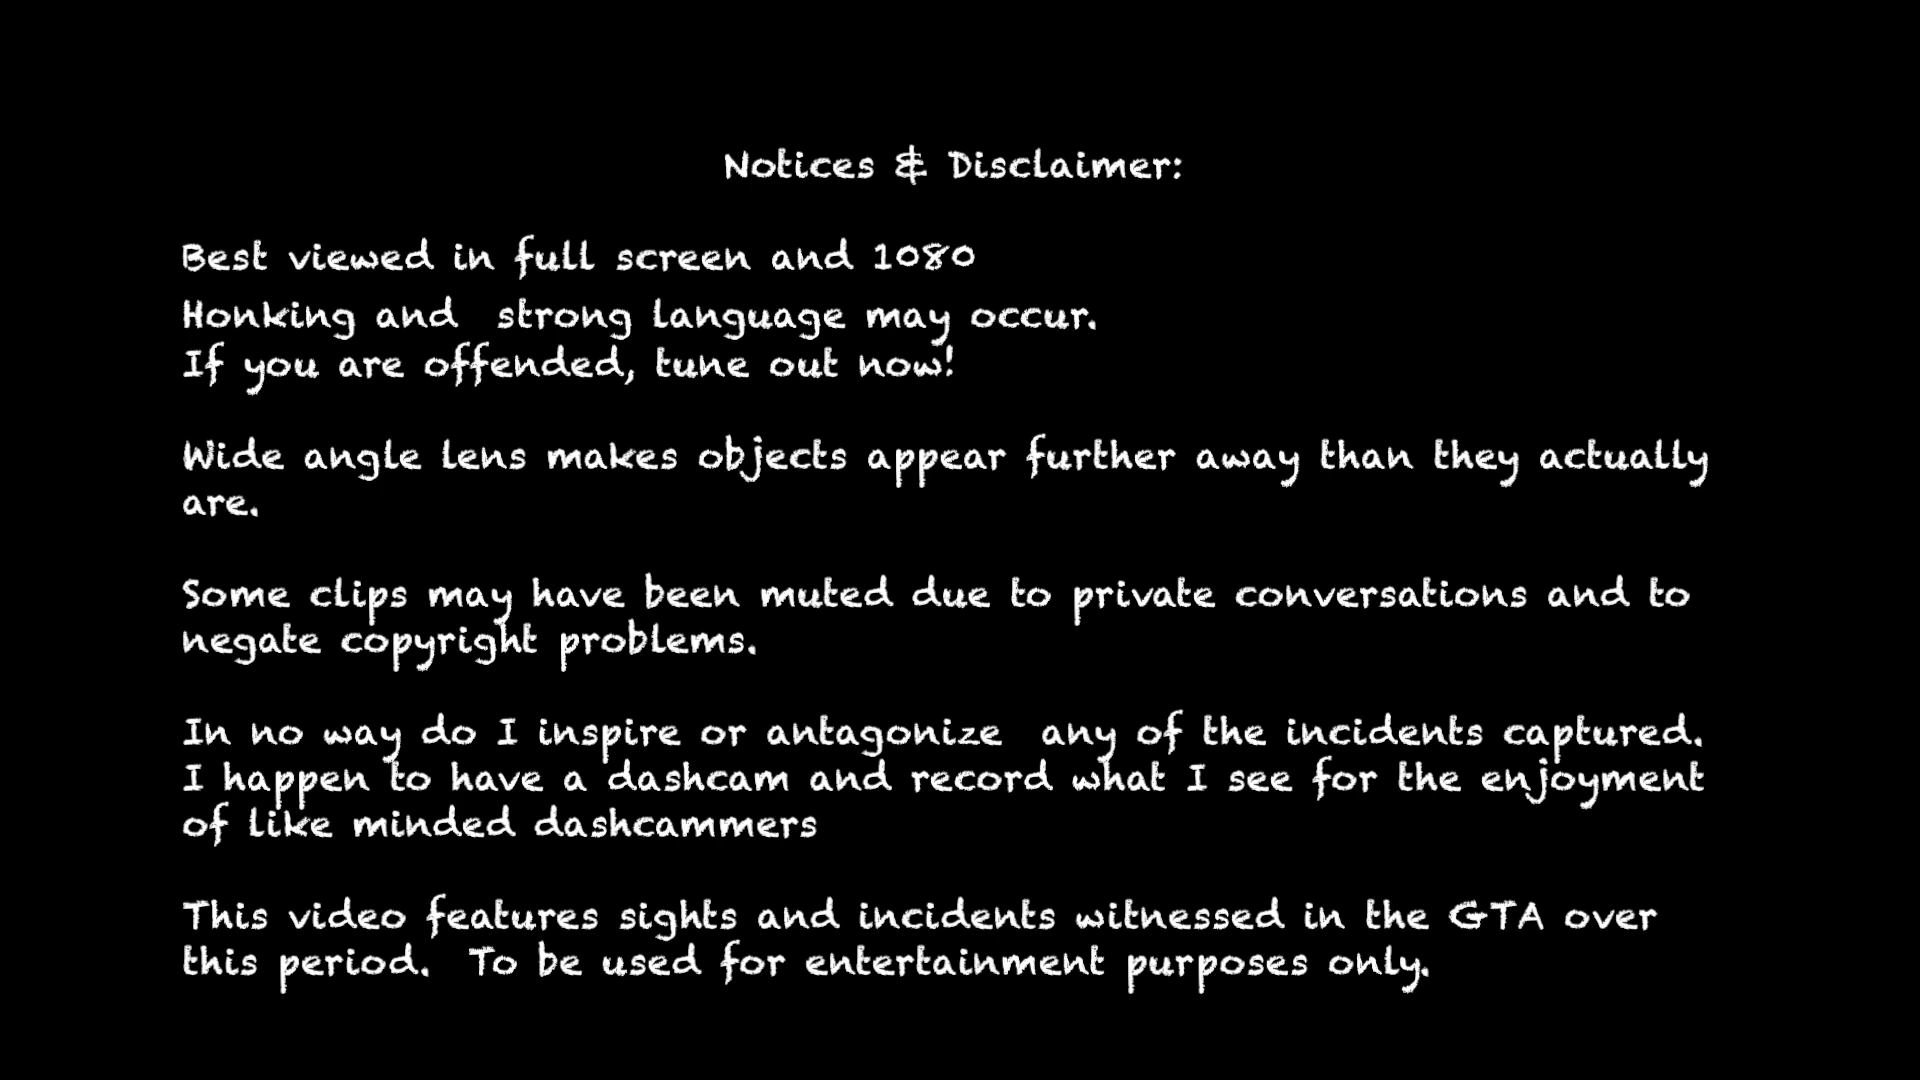 Notices & Disclaimer:
Best viewed in full screen and 1080
Honking and  strong language may occur.
If you are offended, tune out now!
Wide angle lens makes objects appear further away than they actually
are.
Some clips may have been muted due to private conversations and to
negate copyright problems.
In no way do I inspire or antagonize  any of the incidents captured.
I happen to have a dashcam and record what I see for the enjoyment
of like minded dashcammers
This video features sights and incidents witnessed in the GTA over
this period.  To be used for entertainment purposes only.